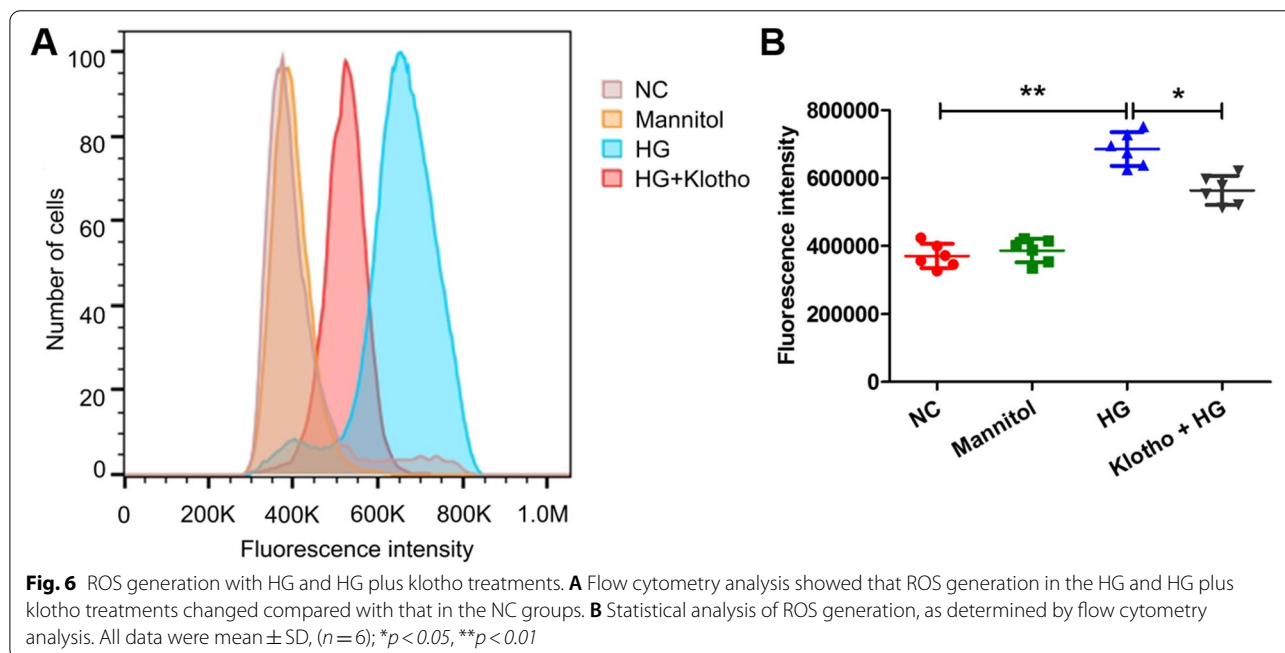 A
100
80
60
40
20
0
Number of cells
0 200K 400K 600K 800K 1.0M
Fluorescence intensity
NC
Mannitol
HG
HG+Klotho
B
** *
800000
600000
400000
200000
0
Fluorescence intensity
NC Mannitol HG Klotho + HG
Fig. 6 ROS generation with HG and HG plus klotho treatments. A Flow cytometry analysis showed that ROS generation in the HG and HG plus
klotho treatments changed compared with that in the NC groups. B Statistical analysis of ROS generation, as determined by flow cytometry
analysis. All data were mean ± SD, (n = 6); *p < 0.05, **p < 0.01